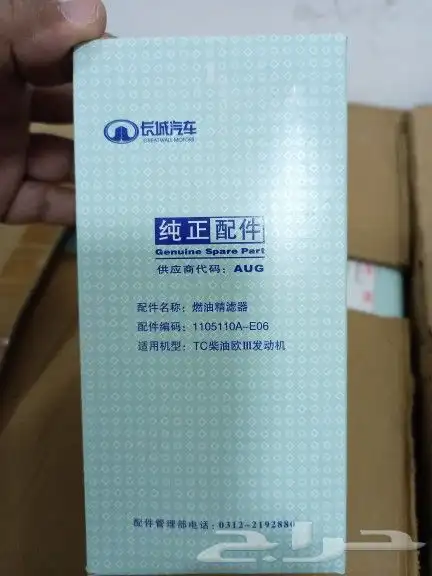 长城汽车
GREATWALL MOTORS
纯正配件
Genuine Spare Part
供应商代码：AUG
配件名称：燃油精滤器
配件编码：1105110A-E06
适用机型：TC柴油欧III发动机
配件管理部电话：0312-2192880
حراج